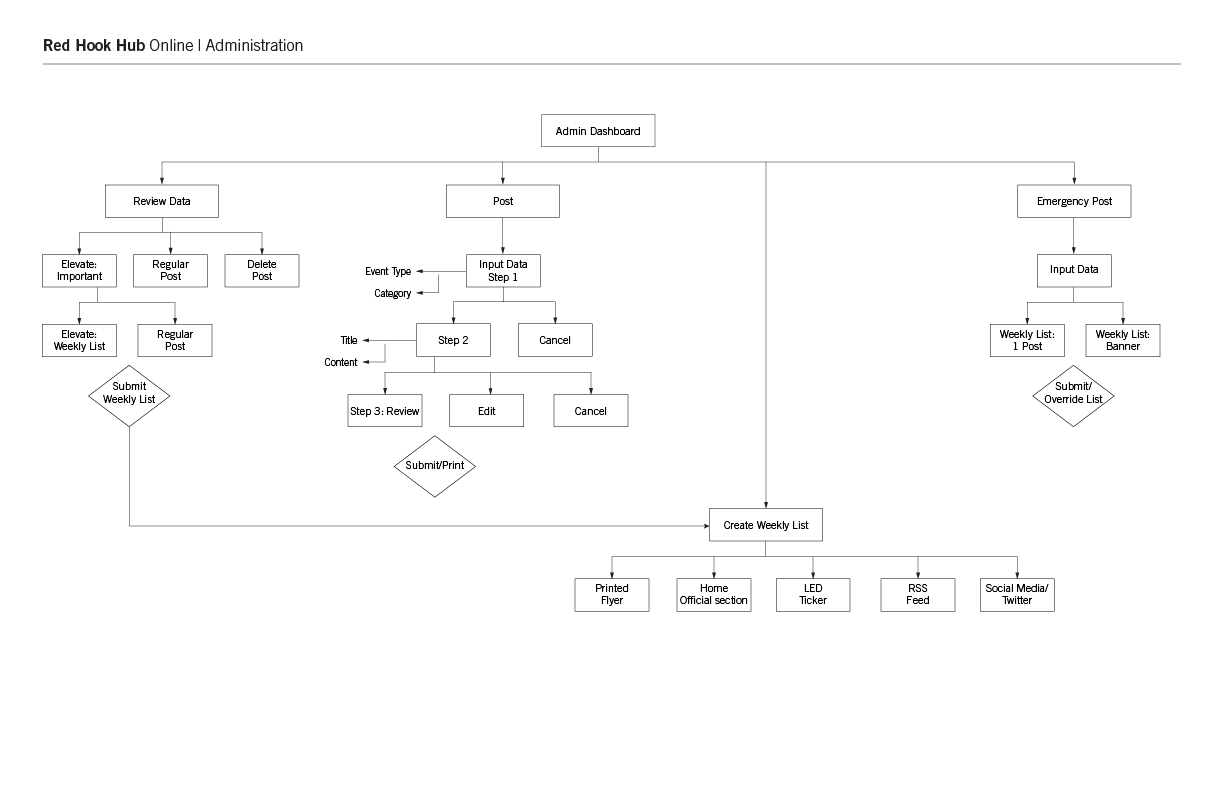 Red Hook Hub Online | Administration
Admin Dashboard
Review Data
Post
Emergency Post
Elevate:
Important
Regular
Post
Delete
Post
Event Type
Category
Input Data
Step 1
Input Data
Elevate:
Weekly List
Regular
Post
Title
Content
Step 2
Cancel
Weekly List:
1 Post
Weekly List:
Banner
Submit
Weekly List
Step 3: Review
Edit
Cancel
Submit/
Override List
Submit/Print
Create Weekly List
Printed
Flyer
Home
Official section
LED
Ticker
RSS
Feed
Social Media/
Twitter